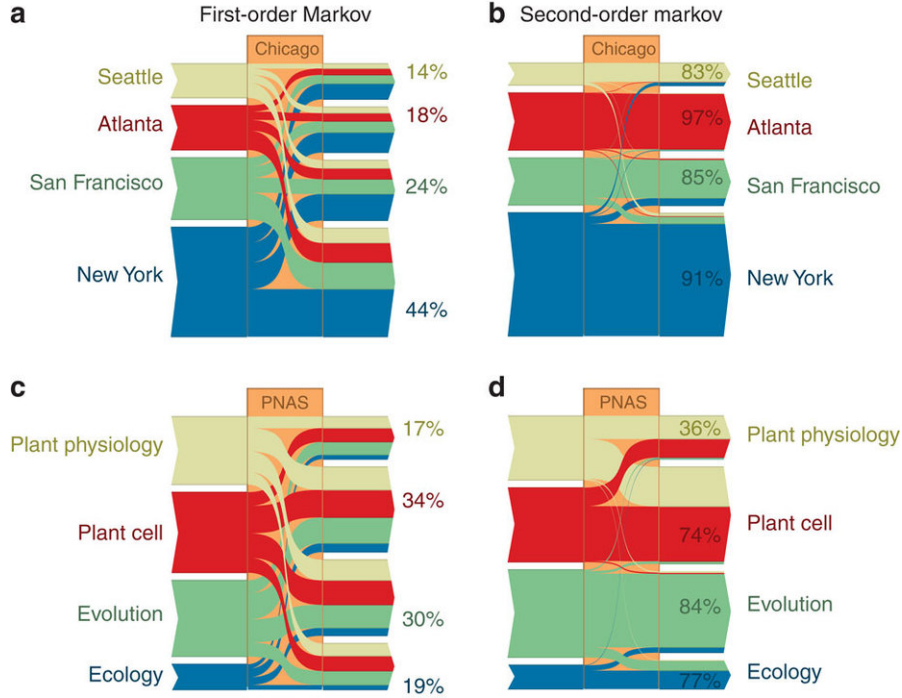 a
First-order Markov
b
Second-order markov
Chicago
Chicago
Seattle
14%
83%
Seattle
Atlanta
18%
97%
Atlanta
San Francisco
24%
85%
San Francisco
New York
44%
91%
New York
c
d
PNAS
PNAS
Plant physiology
17%
36%
Plant physiology
Plant cell
34%
74%
Plant cell
Evolution
30%
84%
Evolution
Ecology
19%
77%
Ecology